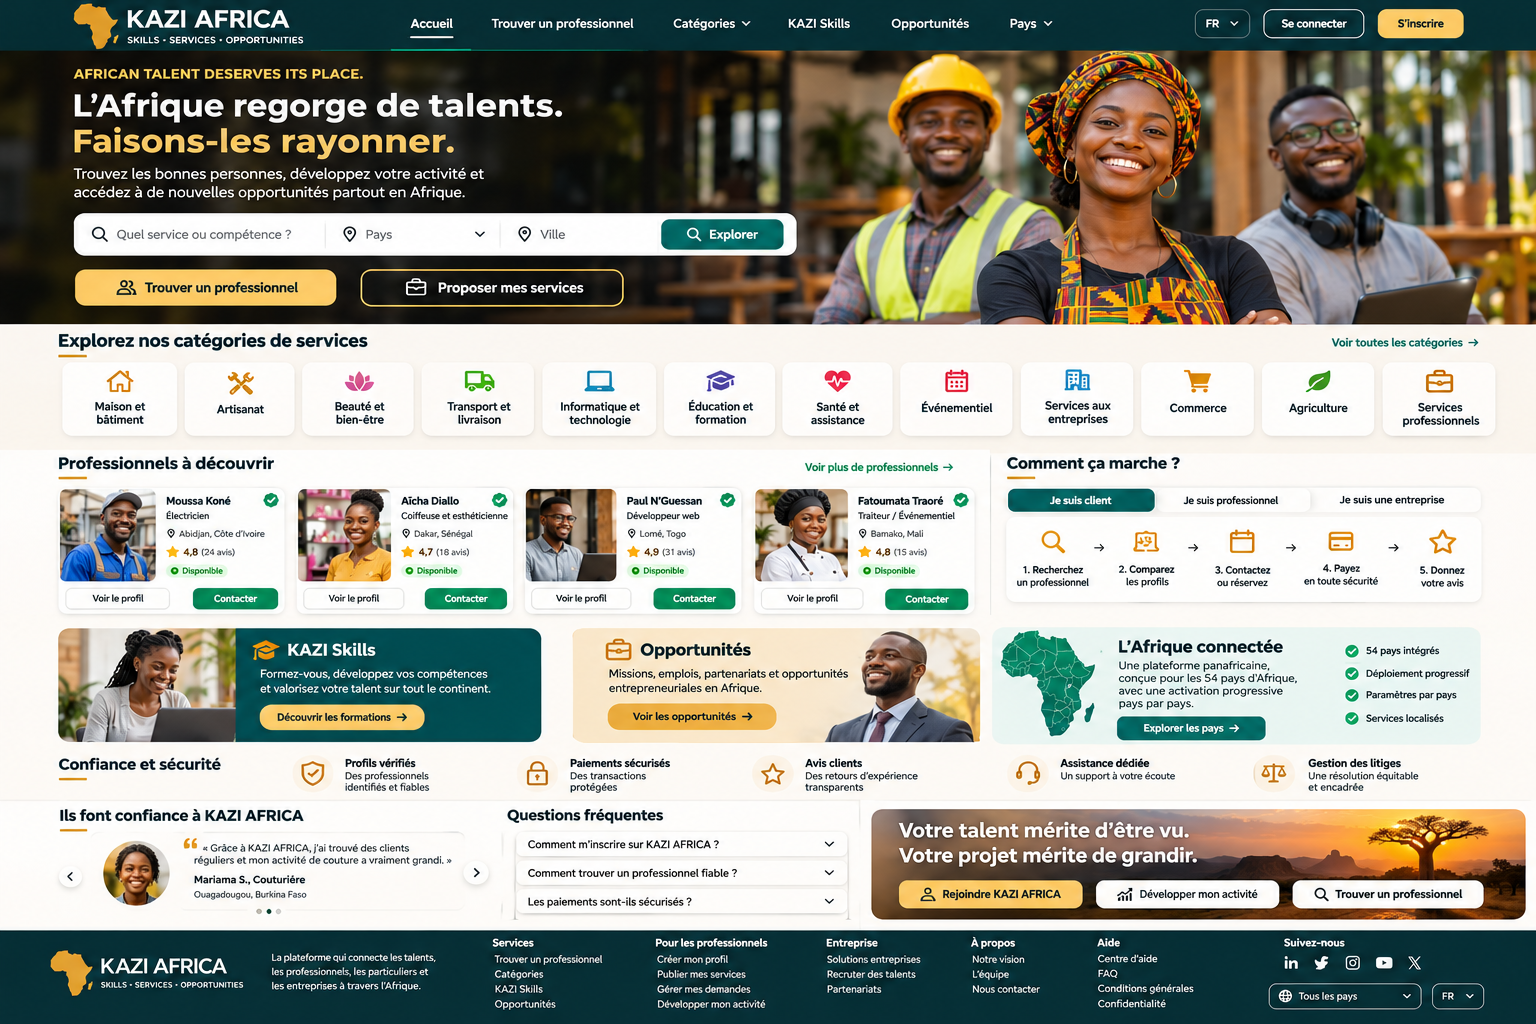 KAZI AFRICA
SKILLS • SERVICES • OPPORTUNITIES
Accueil
Trouver un professionnel
Catégories
KAZI Skills
Opportunités
Pays
FR
Se connecter
S'inscrire
AFRICAN TALENT DESERVES ITS PLACE.
L'Afrique regorge de talents.
Faisons-les rayonner.
Trouvez les bonnes personnes, développez votre activité et
accédez à de nouvelles opportunités partout en Afrique.
Quel service ou compétence ?
Pays
Ville
Explorer
Trouver un professionnel
Proposer mes services
Explorez nos catégories de services
Voir toutes les catégories →
Maison et
bâtiment
Artisanat
Beauté et
bien-être
Transport et
livraison
Informatique et
technologie
Éducation et
formation
Santé et
assistance
Événementiel
Services aux
entreprises
Commerce
Agriculture
Services
professionnels
Professionnels à découvrir
Voir plus de professionnels →
Moussa Koné
Électricien
Abidjan, Côte d'Ivoire
4,8 (24 avis)
Disponible
Voir le profil
Contacter
Aïcha Diallo
Coiffeuse et esthéticienne
Dakar, Sénégal
4,7 (18 avis)
Disponible
Voir le profil
Contacter
Paul N'Guessan
Développeur web
Lomé, Togo
4,9 (31 avis)
Disponible
Voir le profil
Contacter
Fatoumata Traoré
Traiteur / Événementiel
Bamako, Mali
4,8 (15 avis)
Disponible
Voir le profil
Contacter
Comment ça marche ?
Je suis client
Je suis professionnel
Je suis une entreprise
1. Recherchez
un professionnel
2. Comparez
les profils
3. Contactez
ou réservez
4. Payez
en toute sécurité
5. Donnez
votre avis
KAZI Skills
Formez-vous, développez vos compétences
et valorisez votre talent sur tout le continent.
Découvrir les formations →
Opportunités
Missions, emplois, partenariats et opportunités
entrepreneuriales en Afrique.
Voir les opportunités →
L'Afrique connectée
Une plateforme panafricaine,
conçue pour les 54 pays d'Afrique,
avec une activation progressive
pays par pays.
Explorer les pays →
54 pays intégrés
Déploiement progressif
Paramètres par pays
Services localisés
Confiance et sécurité
Profils vérifiés
Des professionnels
identifiés et fiables
Paiements sécurisés
Des transactions
protégées
Avis clients
Des retours d'expérience
transparents
Assistance dédiée
Un support à votre écoute
Gestion des litiges
Une résolution équitable
et encadrée
Ils font confiance à KAZI AFRICA
« Grâce à KAZI AFRICA, j'ai trouvé des clients
réguliers et mon activité de couture a vraiment grandi. »
Mariama S., Couturière
Ouagadougou, Burkina Faso
Questions fréquentes
Comment m'inscrire sur KAZI AFRICA ?
Comment trouver un professionnel fiable ?
Les paiements sont-ils sécurisés ?
Votre talent mérite d'être vu.
Votre projet mérite de grandir.
Rejoindre KAZI AFRICA
Développer mon activité
Trouver un professionnel
KAZI AFRICA
SKILLS • SERVICES • OPPORTUNITIES
La plateforme qui connecte les talents,
les professionnels, les particuliers et
les entreprises à travers l'Afrique.
Services
Trouver un professionnel
Catégories
KAZI Skills
Opportunités
Pour les professionnels
Créer mon profil
Publier mes services
Gérer mes demandes
Développer mon activité
Entreprise
Solutions entreprises
Recruter des talents
Partenariats
À propos
Notre vision
L'équipe
Nous contacter
Aide
Centre d'aide
FAQ
Conditions générales
Confidentialité
Suivez-nous
Tous les pays
FR